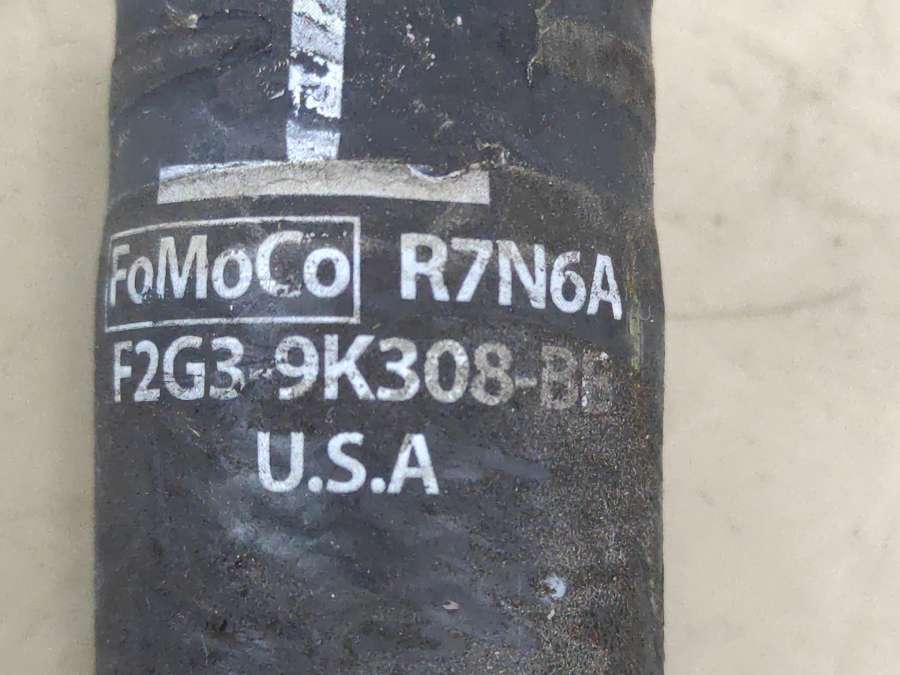 FoMoCo R7N6A
F2G3-9K308-BB
U.S.A